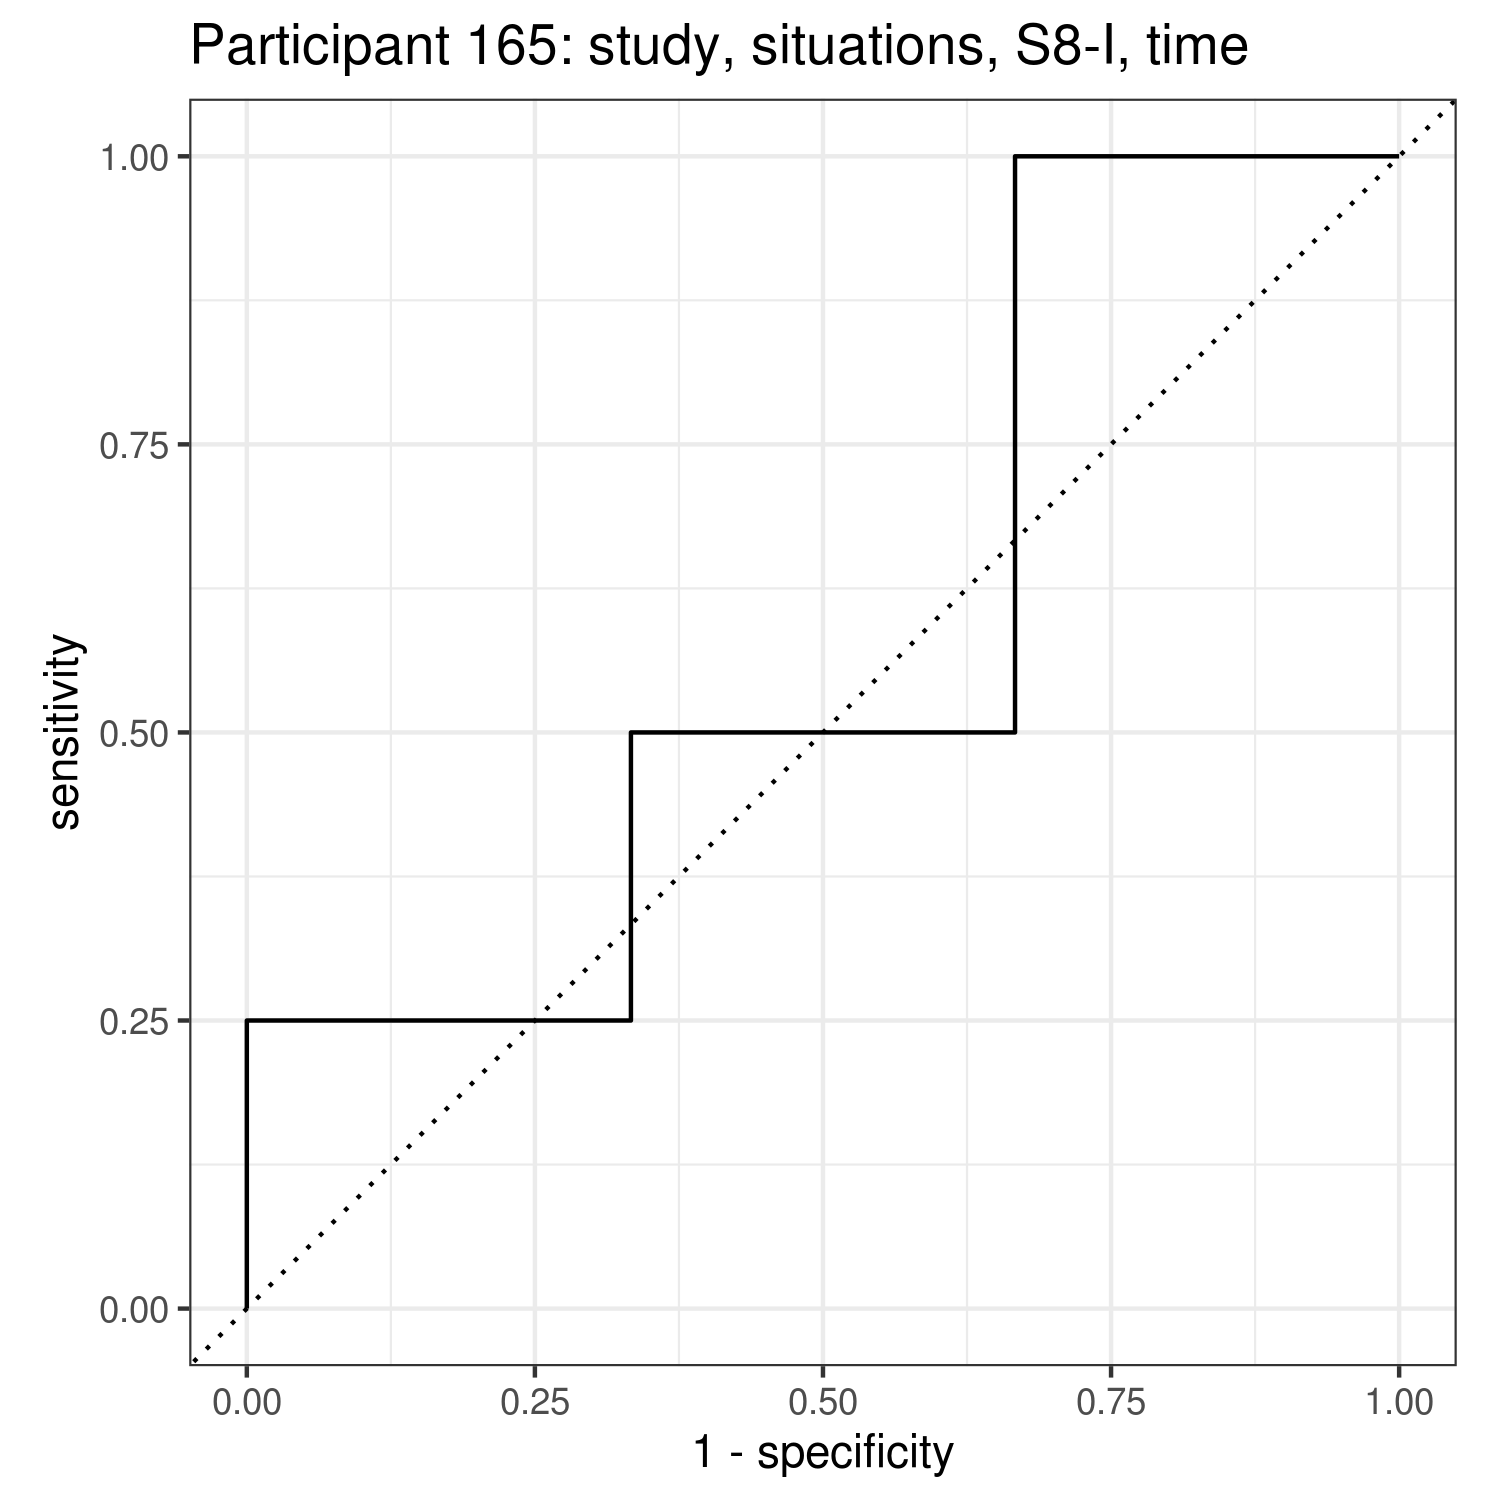 Participant 165: study, situations, S8-I, time
1.00
0.75
0.50
0.25
0.00
sensitivity
0.00 0.25 0.50 0.75 1.00
1 - specificity